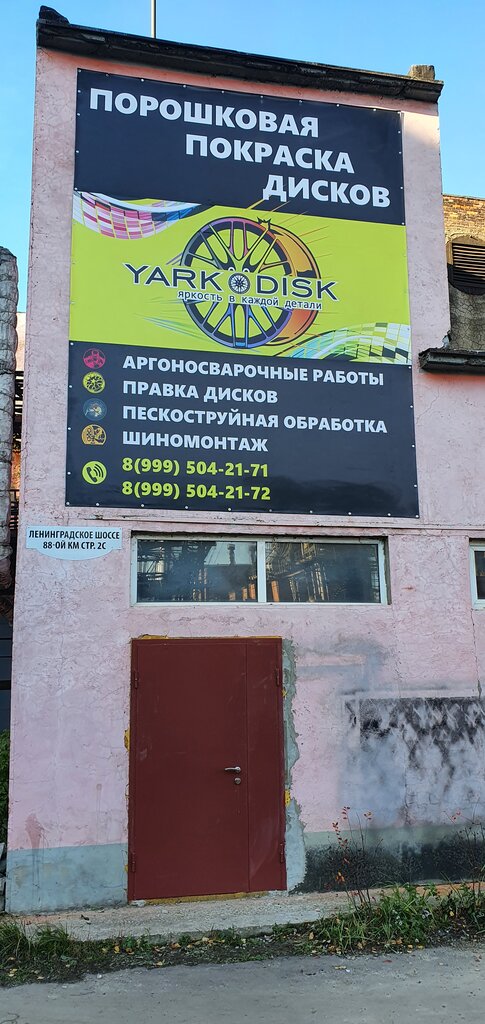 ПОРОШКОВАЯ
ПОКРАСКА
ДИСКОВ
YARKO DISK
яркость в каждой детали
АРГОНОСВАРОЧНЫЕ РАБОТЫ
ПРАВКА ДИСКОВ
ПЕСКОСТРУЙНАЯ ОБРАБОТКА
ШИНОМОНТАЖ
8(999) 504-21-71
8(999) 504-21-72
ЛЕНИНГРАДСКОЕ ШОССЕ
88-ОЙ КМ СТР. 2С